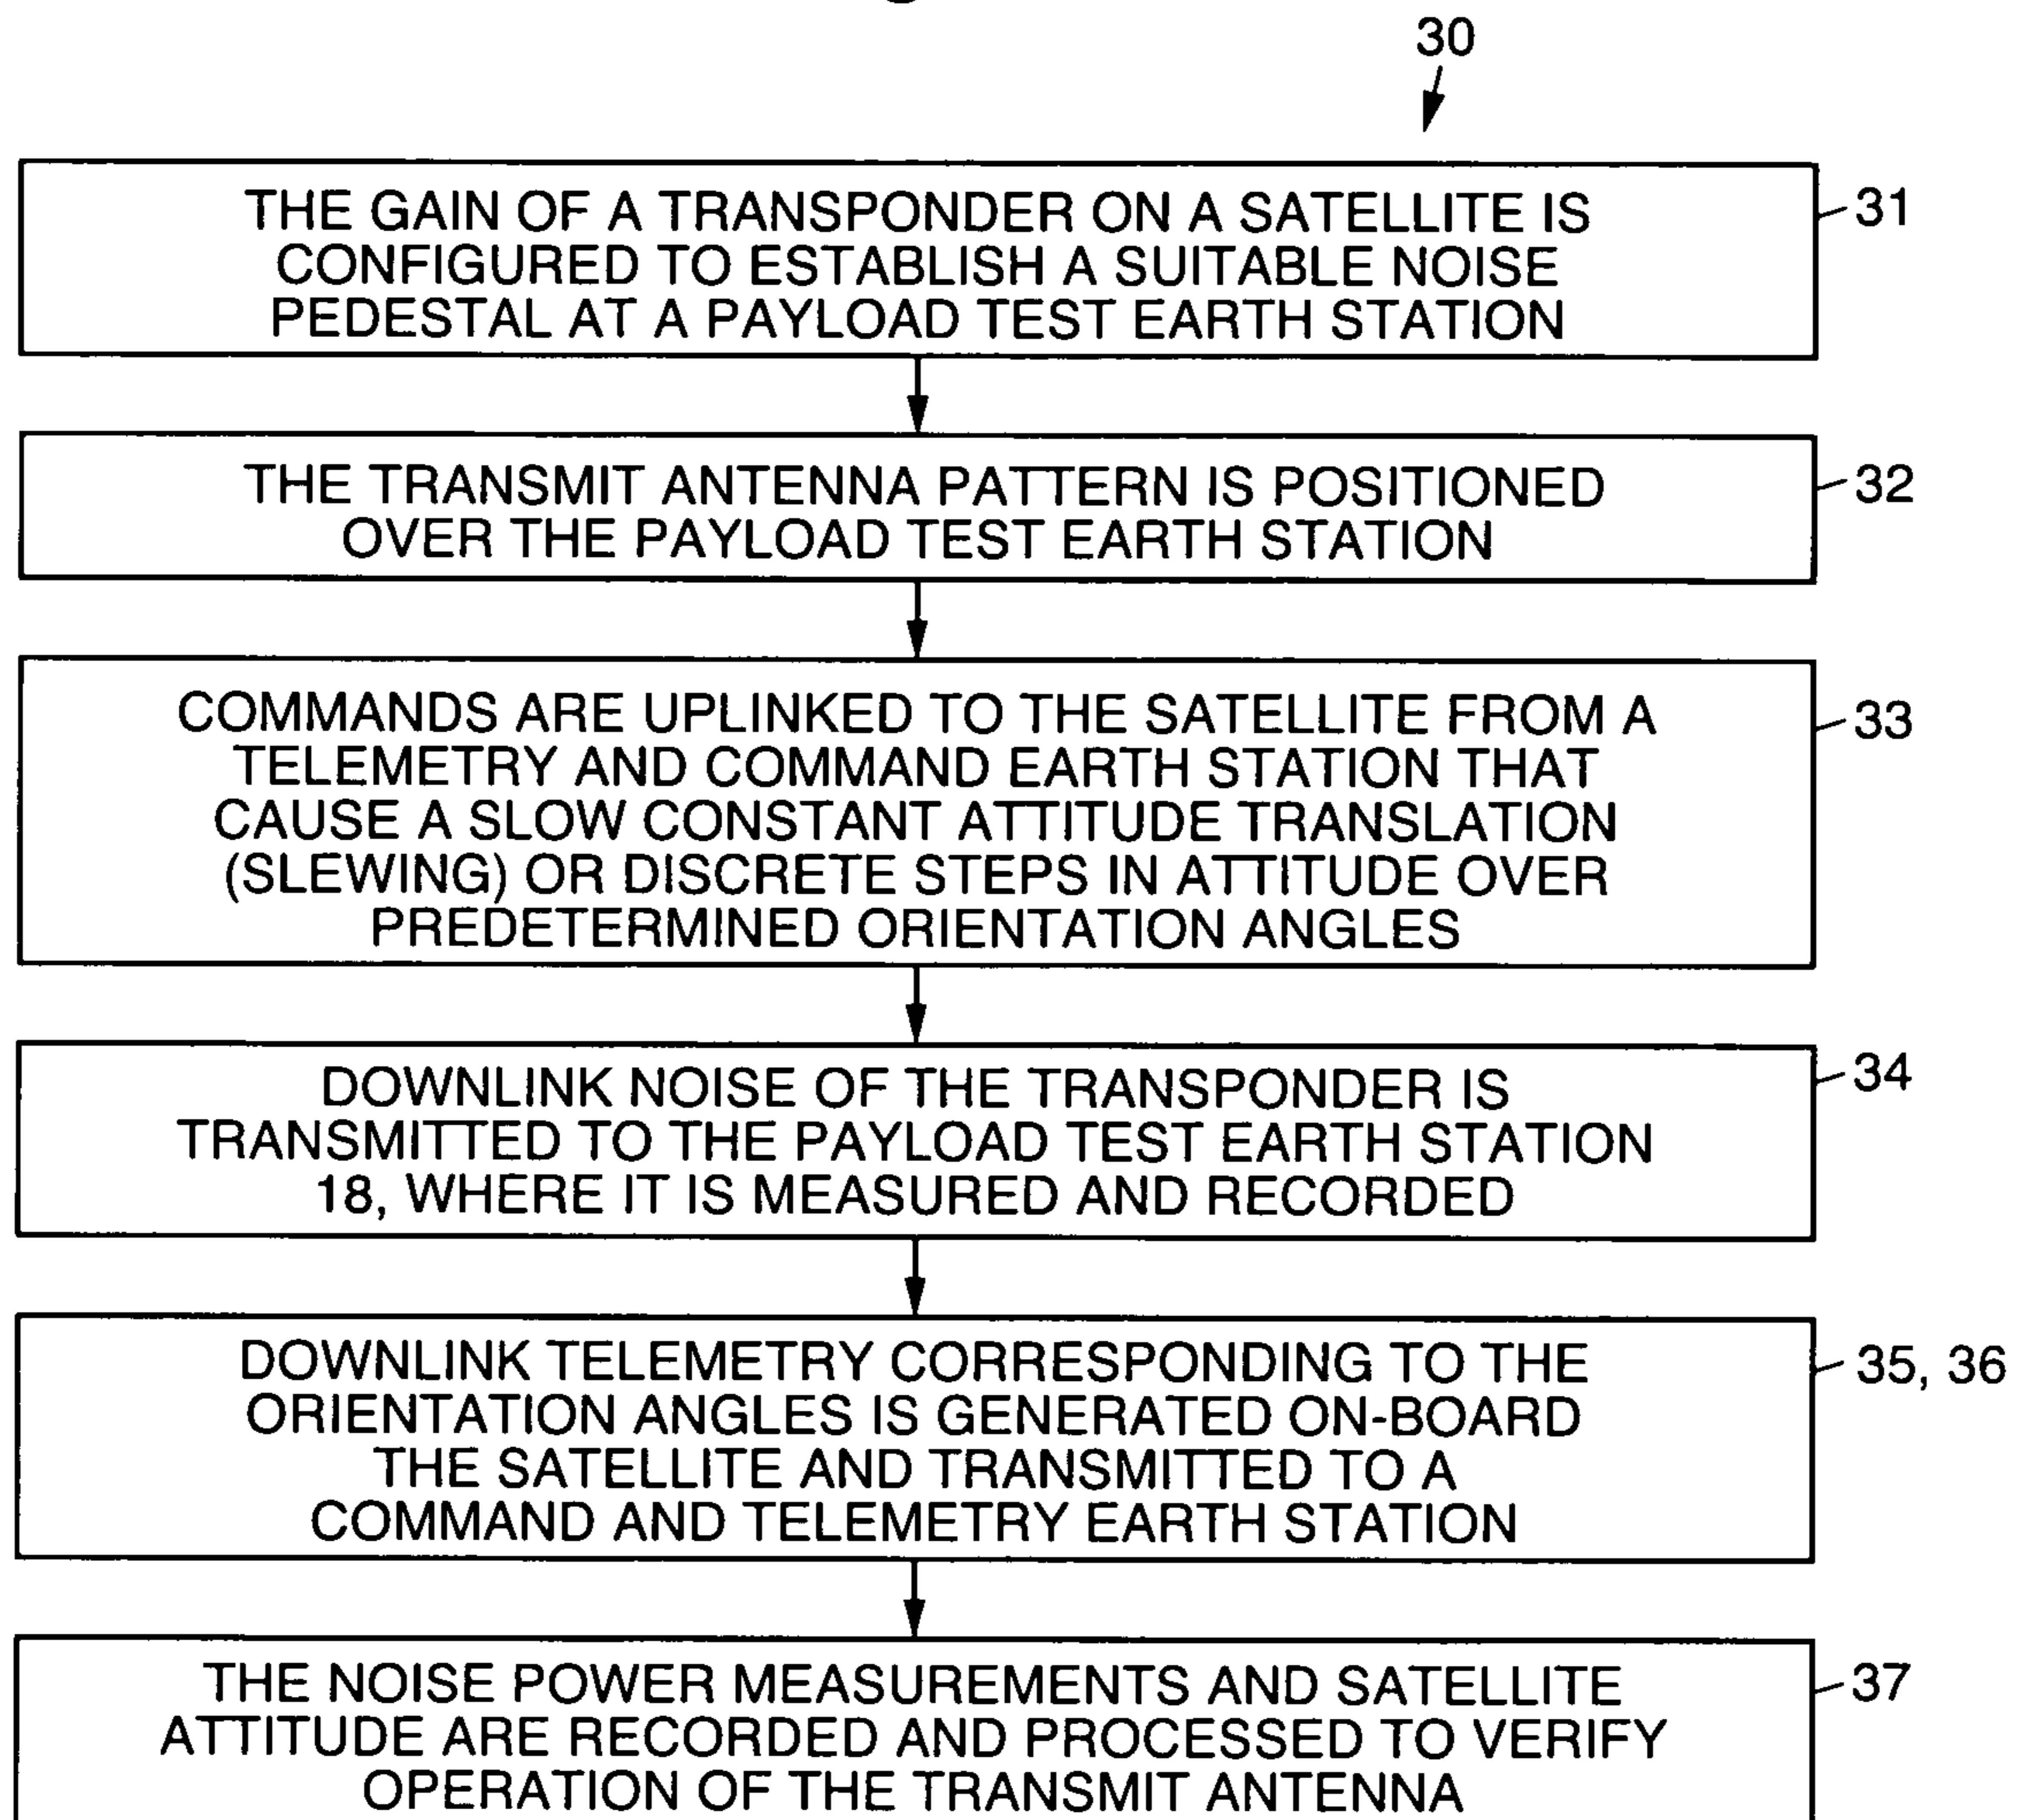 30
THE GAIN OF A TRANSPONDER ON A SATELLITE IS
CONFIGURED TO ESTABLISH A SUITABLE NOISE
PEDESTAL AT A PAYLOAD TEST EARTH STATION
31
THE TRANSMIT ANTENNA PATTERN IS POSITIONED
OVER THE PAYLOAD TEST EARTH STATION
32
COMMANDS ARE UPLINKED TO THE SATELLITE FROM A
TELEMETRY AND COMMAND EARTH STATION THAT
CAUSE A SLOW CONSTANT ATTITUDE TRANSLATION
(SLEWING) OR DISCRETE STEPS IN ATTITUDE OVER
PREDETERMINED ORIENTATION ANGLES
33
DOWNLINK NOISE OF THE TRANSPONDER IS
TRANSMITTED TO THE PAYLOAD TEST EARTH STATION
18, WHERE IT IS MEASURED AND RECORDED
34
DOWNLINK TELEMETRY CORRESPONDING TO THE
ORIENTATION ANGLES IS GENERATED ON-BOARD
THE SATELLITE AND TRANSMITTED TO A
COMMAND AND TELEMETRY EARTH STATION
35, 36
THE NOISE POWER MEASUREMENTS AND SATELLITE
ATTITUDE ARE RECORDED AND PROCESSED TO VERIFY
OPERATION OF THE TRANSMIT ANTENNA
37